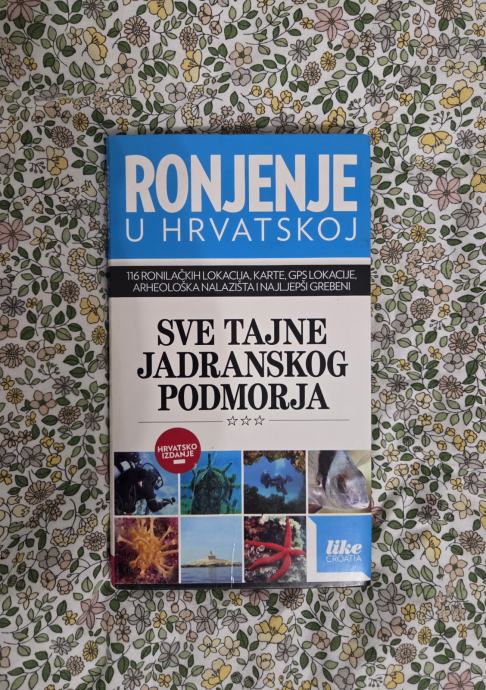 RONJENJE
U HRVATSKOJ
116 RONILAČKIH LOKACIJA, KARTE, GPS LOKACIJE,
ARHEOLOŠKA NALAZIŠTA I NAJLJEPŠI GREBENI
SVE TAJNE
JADRANSKOG
PODMORJA
HRVATSKO
IZDANJE
like
CROATIA